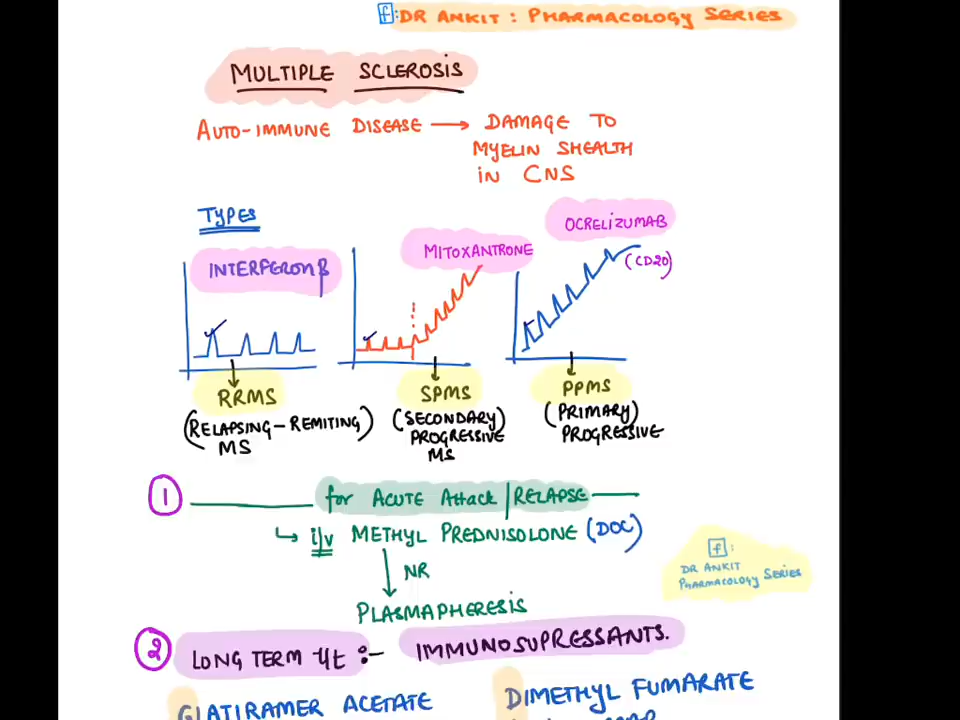 f: DR ANKIT : PHARMACOLOGY SERIES
MULTIPLE SCLEROSIS
AUTO-IMMUNE DISEASE → DAMAGE TO
MYELIN SHEALTH
IN CNS
TYPES
INTERFERON β
MITOXANTRONE
OCRELIZUMAB
(CD20)
RRMS
(RELAPSING-REMITING)
MS
SPMS
(SECONDARY)
PROGRESSIVE
MS
PPMS
(PRIMARY)
PROGRESSIVE
1 for ACUTE Attack | RELAPSE
↳ i/v METHYL PREDNISOLONE (DOC)
NR
PLASMAPHERESIS
f:
DR ANKIT
PHARMACOLOGY SERIES
2 LONG TERM :- IMMUNOSUPRESSANTS.
GLATIRAMER ACETATE
DIMETHYL FUMARATE